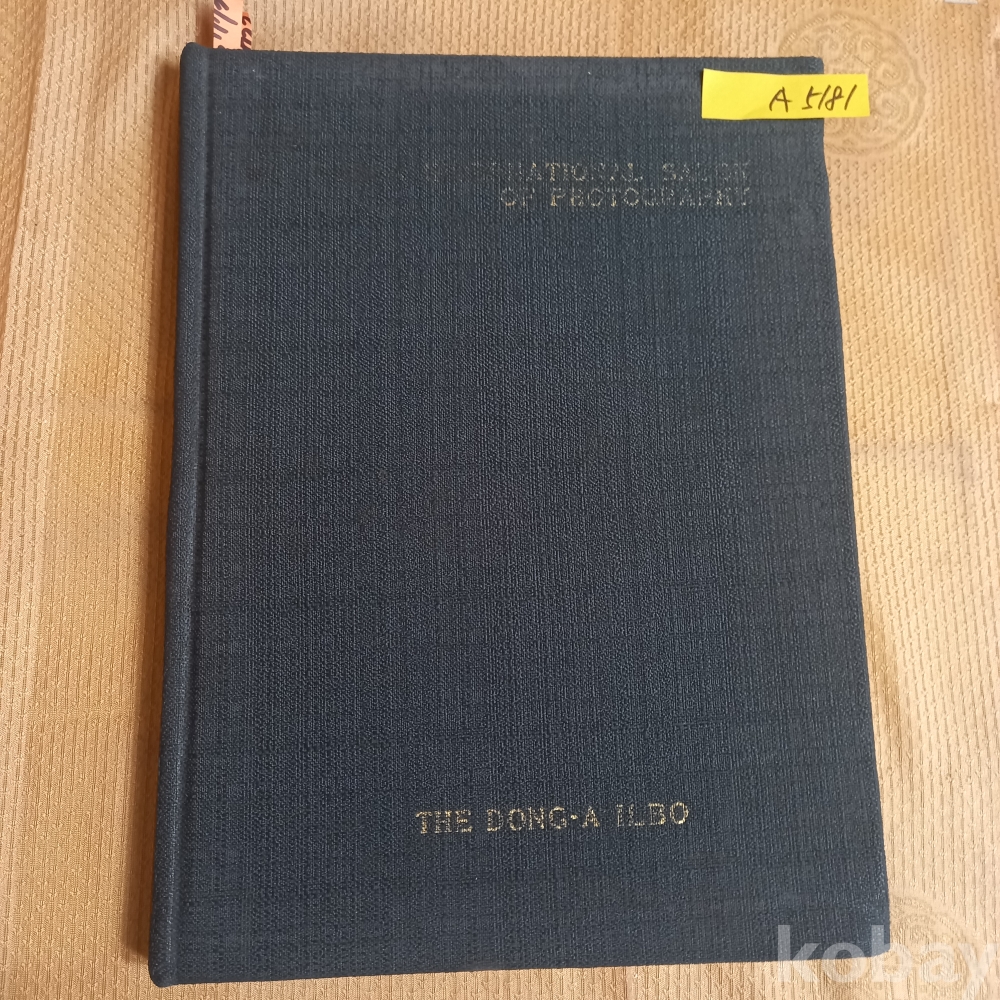 A 5181
INTERNATIONAL SALON
OF PHOTOGRAPHY
THE DONG-A ILBO
kobay